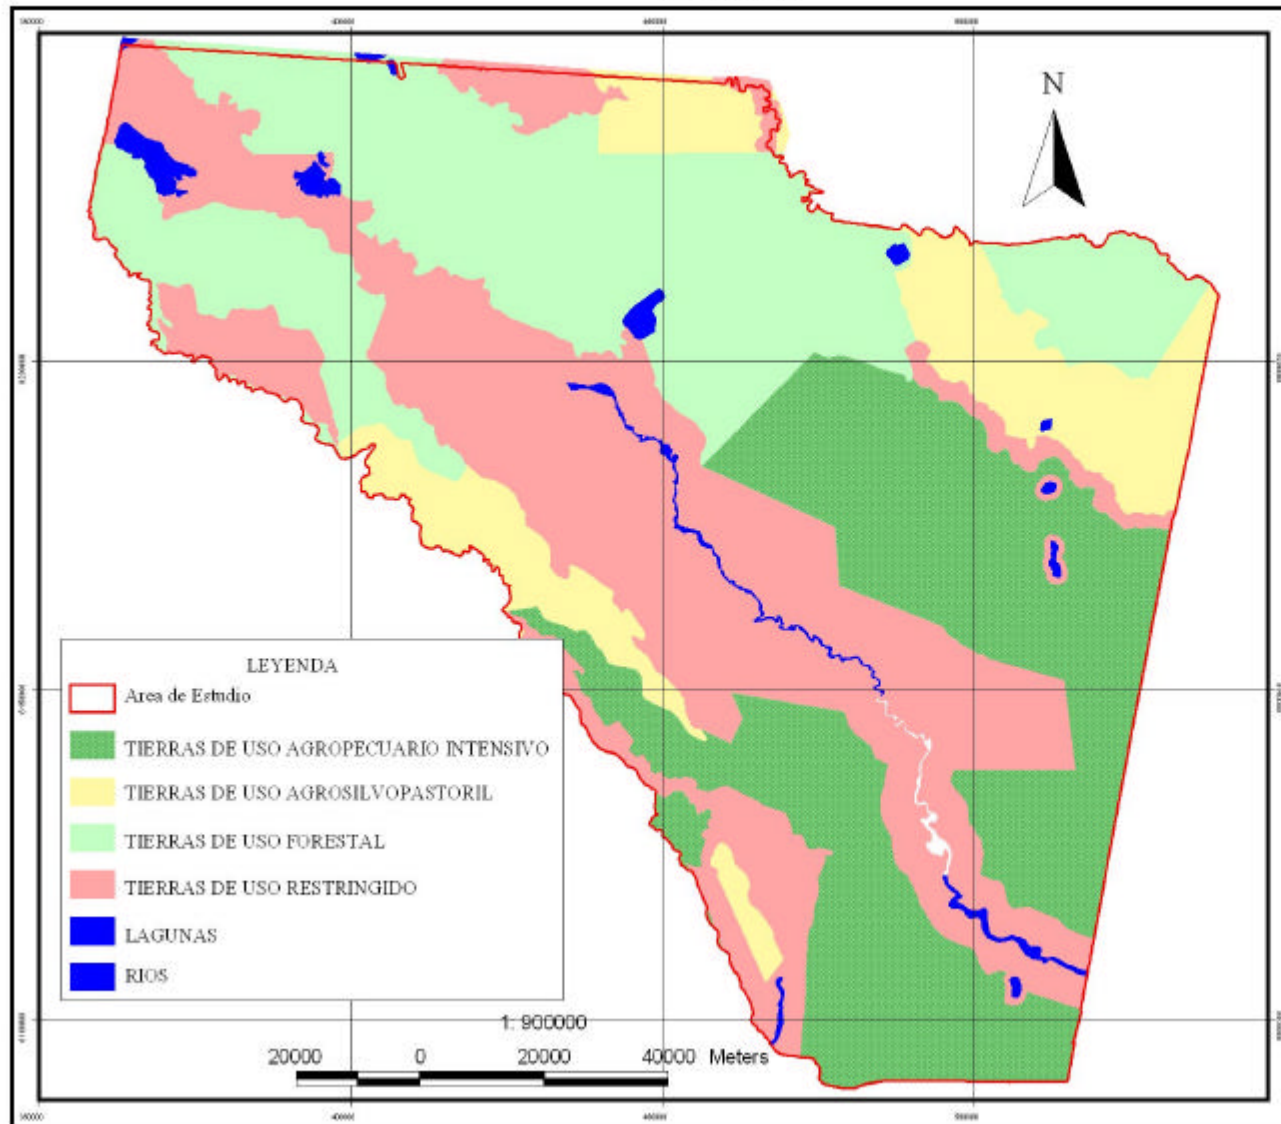 N
LEYENDA
Area de Estudio
TIERRAS DE USO AGROPECUARIO INTENSIVO
TIERRAS DE USO AGROSILVOPASTORIL
TIERRAS DE USO FORESTAL
TIERRAS DE USO RESTRINGIDO
LAGUNAS
RIOS
1: 900000
20000 0 20000 40000 Meters